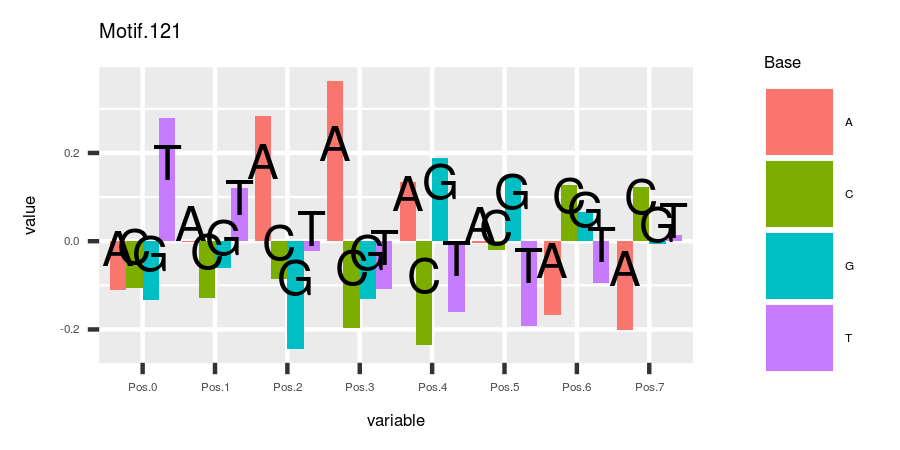 Motif.121
value
0.2
0.0
-0.2
A C G T A C G T A C G T A C G T A C G T A C G T A C G T A C G T
Pos.0 Pos.1 Pos.2 Pos.3 Pos.4 Pos.5 Pos.6 Pos.7
variable
Base
A
C
G
T